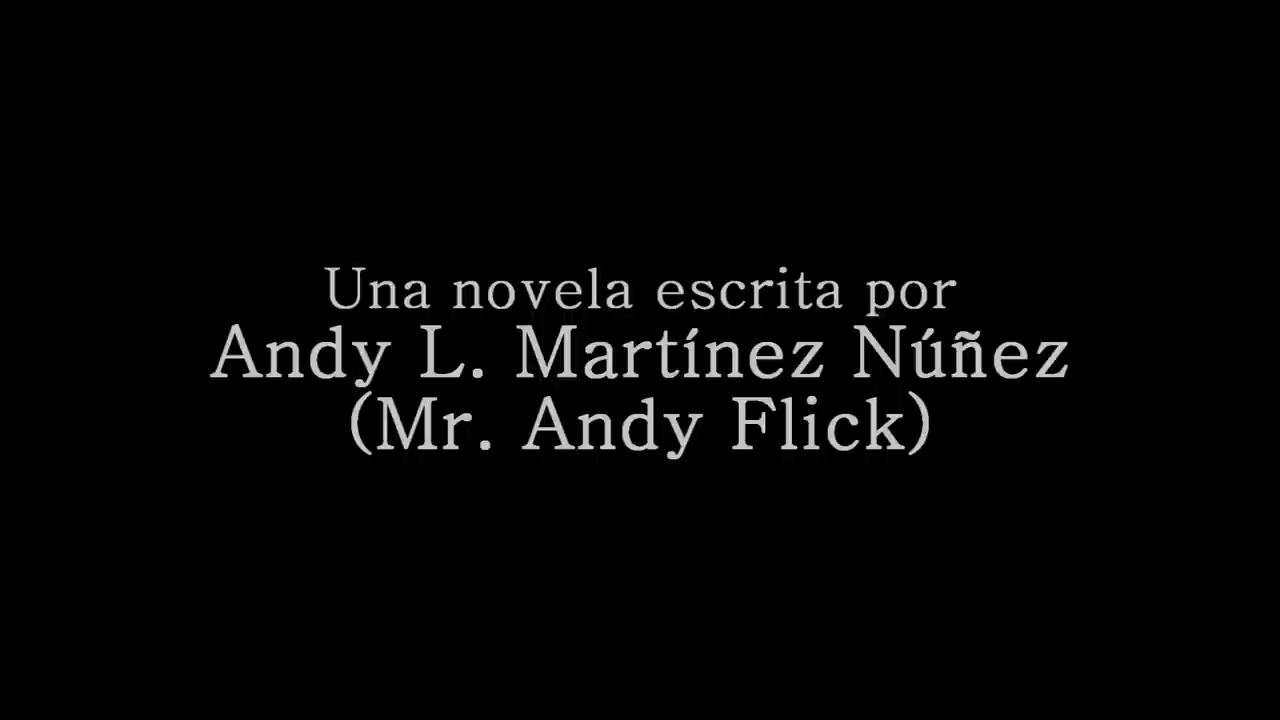 Una novela escrita por
Andy L. Martínez Núñez
(Mr. Andy Flick)